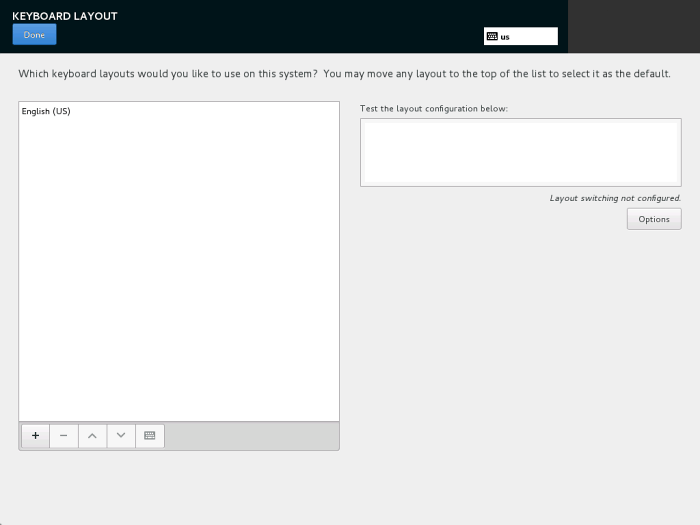 KEYBOARD LAYOUT
Done
us
Which keyboard layouts would you like to use on this system?  You may move any layout to the top of the list to select it as the default.
English (US)
Test the layout configuration below:
Layout switching not configured.
Options